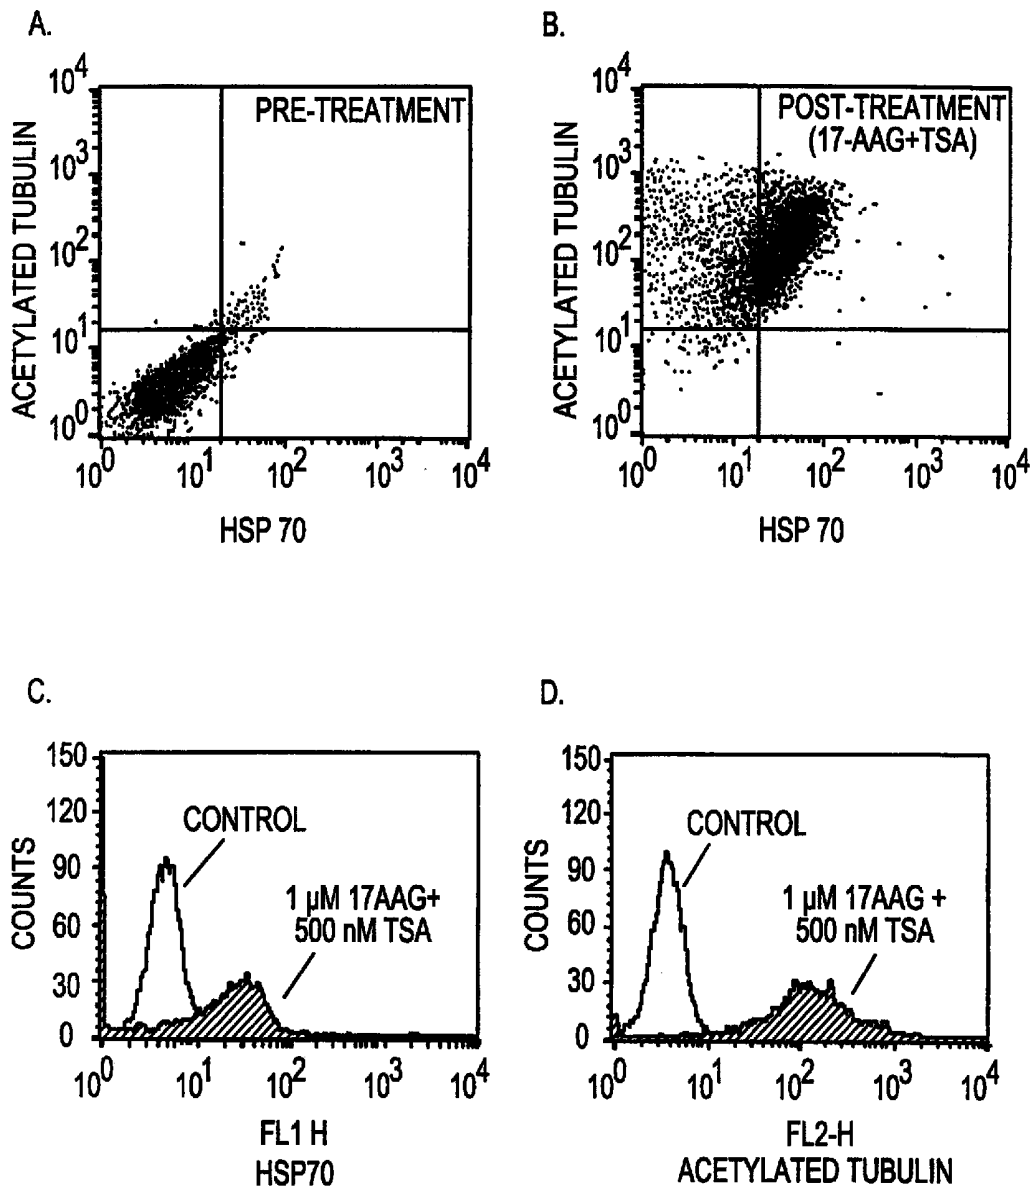 A.
ACETYLATED TUBULIN
10^4
10^3
10^2
10^1
10^0
PRE-TREATMENT
10^0 10^1 10^2 10^3 10^4
HSP 70
B.
ACETYLATED TUBULIN
10^4
10^3
10^2
10^1
10^0
POST-TREATMENT
(17-AAG+TSA)
10^0 10^1 10^2 10^3 10^4
HSP 70
C.
COUNTS
150
120
90
60
30
0
CONTROL
1 µM 17AAG+
500 nM TSA
10^0 10^1 10^2 10^3 10^4
FL1 H
HSP70
D.
COUNTS
150
120
90
60
30
0
CONTROL
1 µM 17AAG +
500 nM TSA
10^0 10^1 10^2 10^3 10^4
FL2-H
ACETYLATED TUBULIN